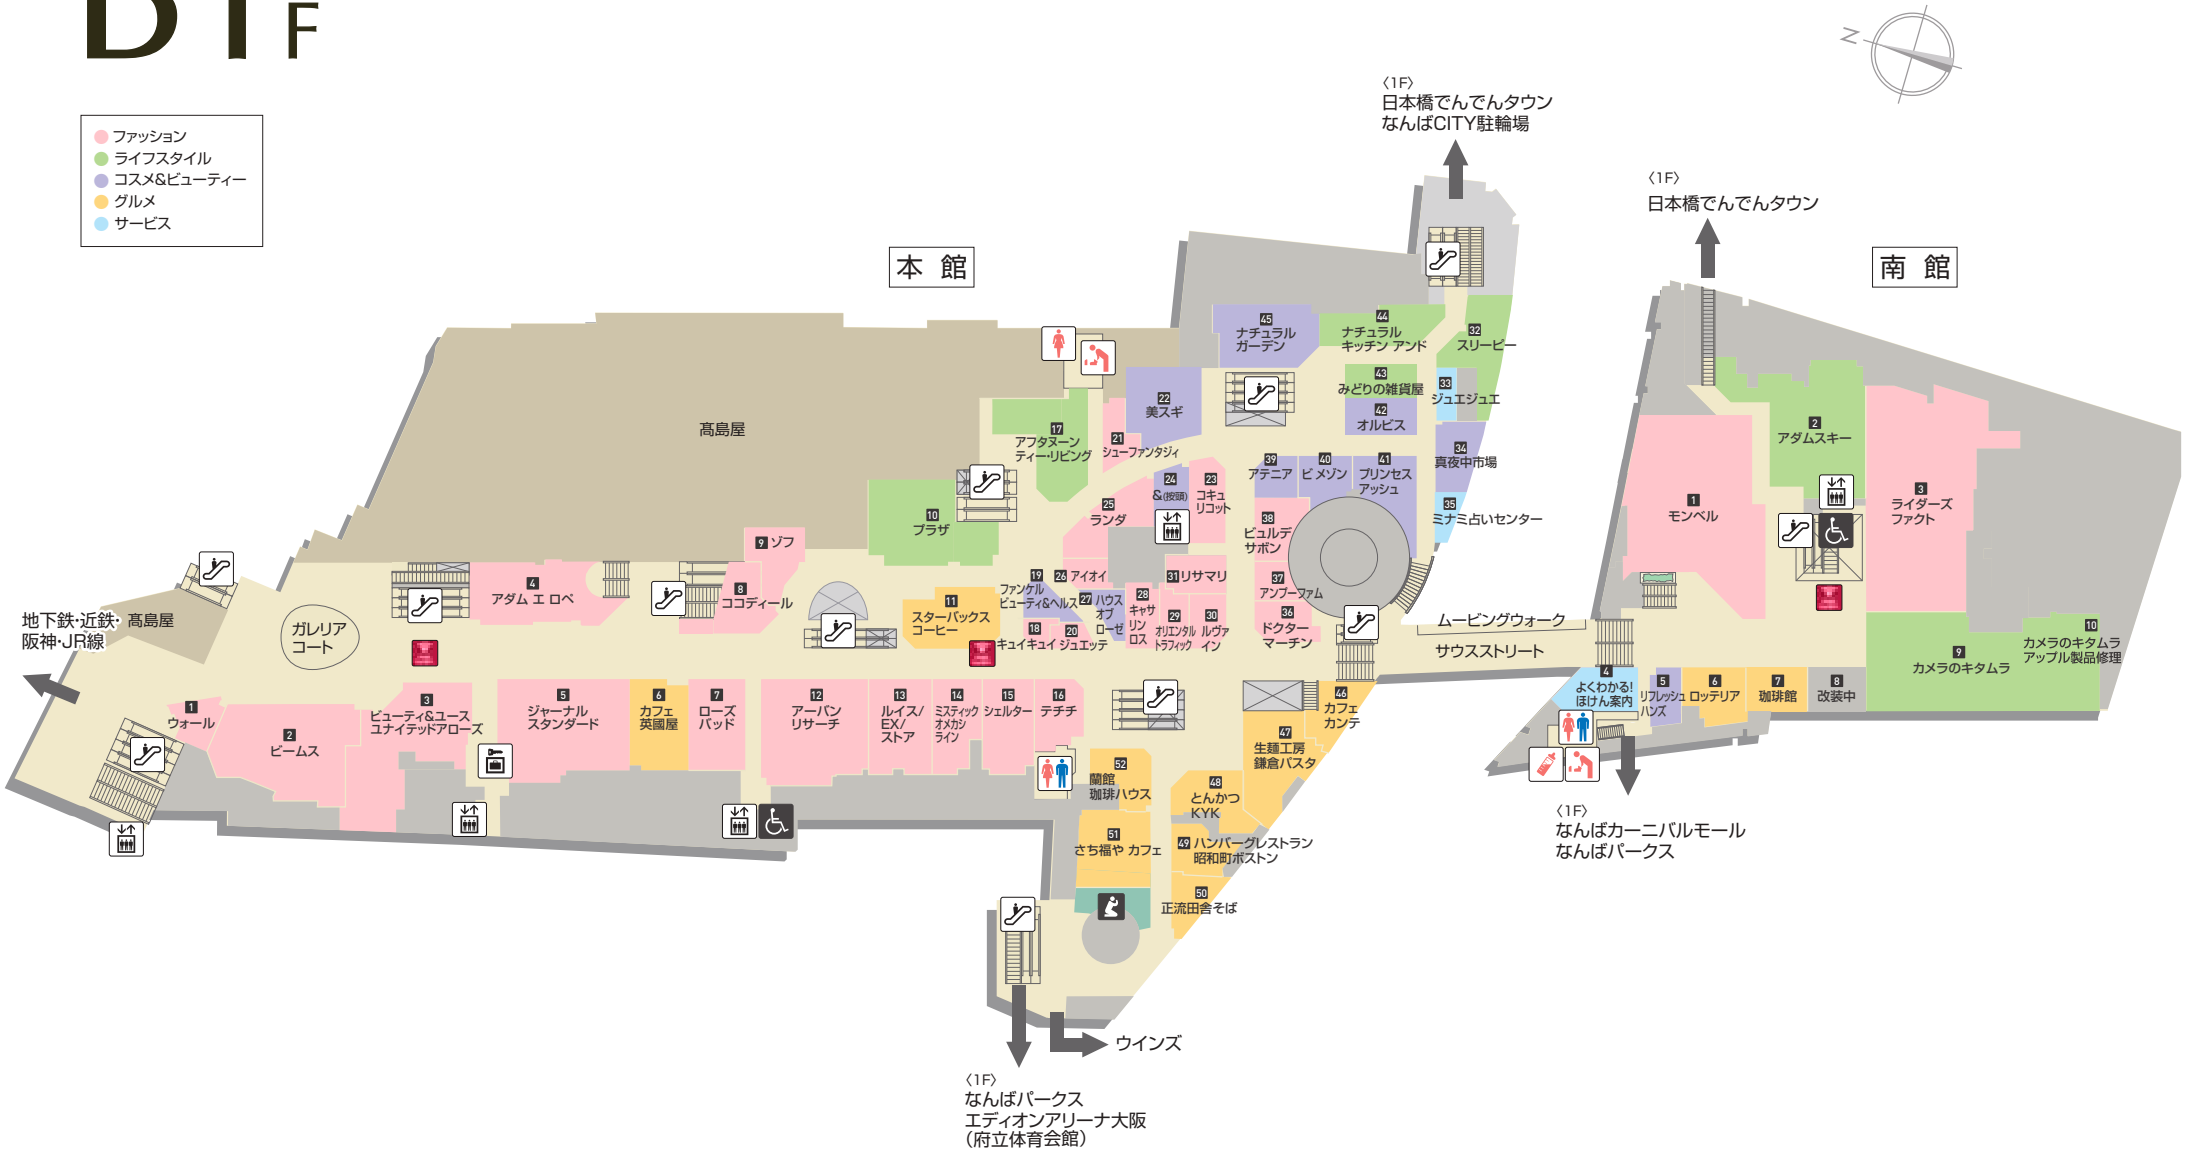 B1F
ファッション
ライフスタイル
コスメ&ビューティー
グルメ
サービス
N
本 館
南 館
〈1F〉
日本橋でんでんタウン
なんばCITY駐輪場
〈1F〉
日本橋でんでんタウン
髙島屋
地下鉄・近鉄・
阪神・JR線
髙島屋
ガレリア
コート
1
ウォール
2
ビームス
3
ビューティ&ユース
ユナイテッドアローズ
4
アダム エ ロペ
5
ジャーナル
スタンダード
6
カフェ
英國屋
7
ローズ
バッド
8
ココディール
9 ゾフ
10
プラザ
11
スターバックス
コーヒー
12
アーバン
リサーチ
13
ルイス/
EX/
ストア
14
ミスティック
オメカシ
ライン
15
シェルター
16
テチチ
17
アフタヌーン
ティー・リビング
18
キュイキュイ
19
ファンケル
ビューティ&ヘルス
20
ジュエッテ
21
シューファンタジィ
22
美スギ
23
コキュ
リコット
24
&(按頭)
25
ランダ
26 アイオイ
27 ハウス
オブ
ローゼ
28
キャサ
リン
ロス
29
オリエンタル
トラフィック
30
ルヴァ
イン
31 リサマリ
32
スリーピー
33
ジュエジュエ
34
真夜中市場
35
ミナミ占いセンター
36
ドクター
マーチン
37
アンプーファム
38
ビュルデ
サボン
39
アテニア
40
ビ メゾン
41
プリンセス
アッシュ
42
オルビス
43
みどりの雑貨屋
44
ナチュラル
キッチン アンド
45
ナチュラル
ガーデン
46
カフェ
カンテ
47
生麺工房
鎌倉パスタ
48
とんかつ
KYK
49 ハンバーグレストラン
昭和町ボストン
50
正流田舎そば
51
さち福や カフェ
52
蘭館
珈琲ハウス
ムービングウォーク
サウスストリート
1
モンベル
2
アダムスキー
3
ライダーズ
ファクト
4
よくわかる!
ほけん案内
5
リフレッシュ
ハンズ
6
ロッテリア
7
珈琲館
8
改装中
9
カメラのキタムラ
10
カメラのキタムラ
アップル製品修理
〈1F〉
なんばカーニバルモール
なんばパークス
ウインズ
〈1F〉
なんばパークス
エディオンアリーナ大阪
(府立体育会館)